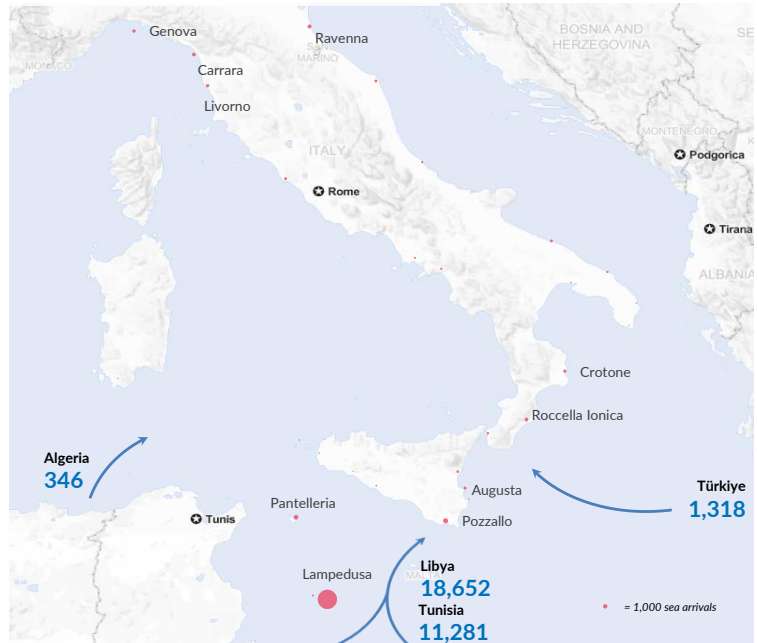 Genova
Ravenna
BOSNIA AND
HERZEGOVINA
SE
SAN
MARINO
MONACO
Carrara
Livorno
MONTENEGRO
K
ITALY
Podgorica
Rome
Tirana
ALBANIA
Crotone
Roccella Ionica
Algeria
346
Türkiye
1,318
Augusta
Pantelleria
Tunis
Pozzallo
Lampedusa
Libya
MALTA
18,652
Tunisia
11,281
= 1,000 sea arrivals